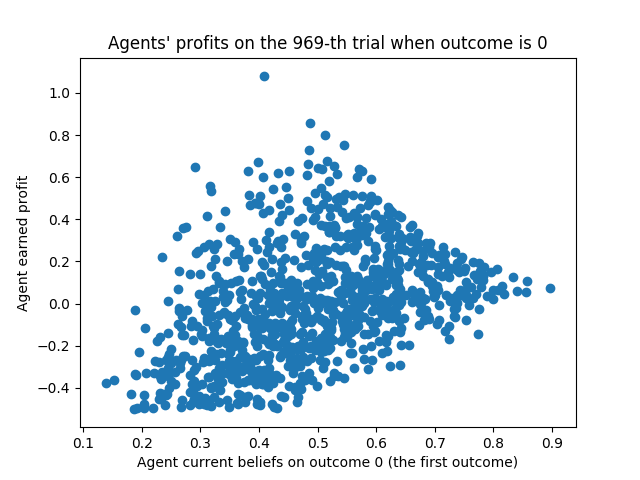 Agents' profits on the 969-th trial when outcome is 0
1.0
0.8
0.6
0.4
0.2
0.0
−0.2
−0.4
Agent earned profit
0.1 0.2 0.3 0.4 0.5 0.6 0.7 0.8 0.9
Agent current beliefs on outcome 0 (the first outcome)